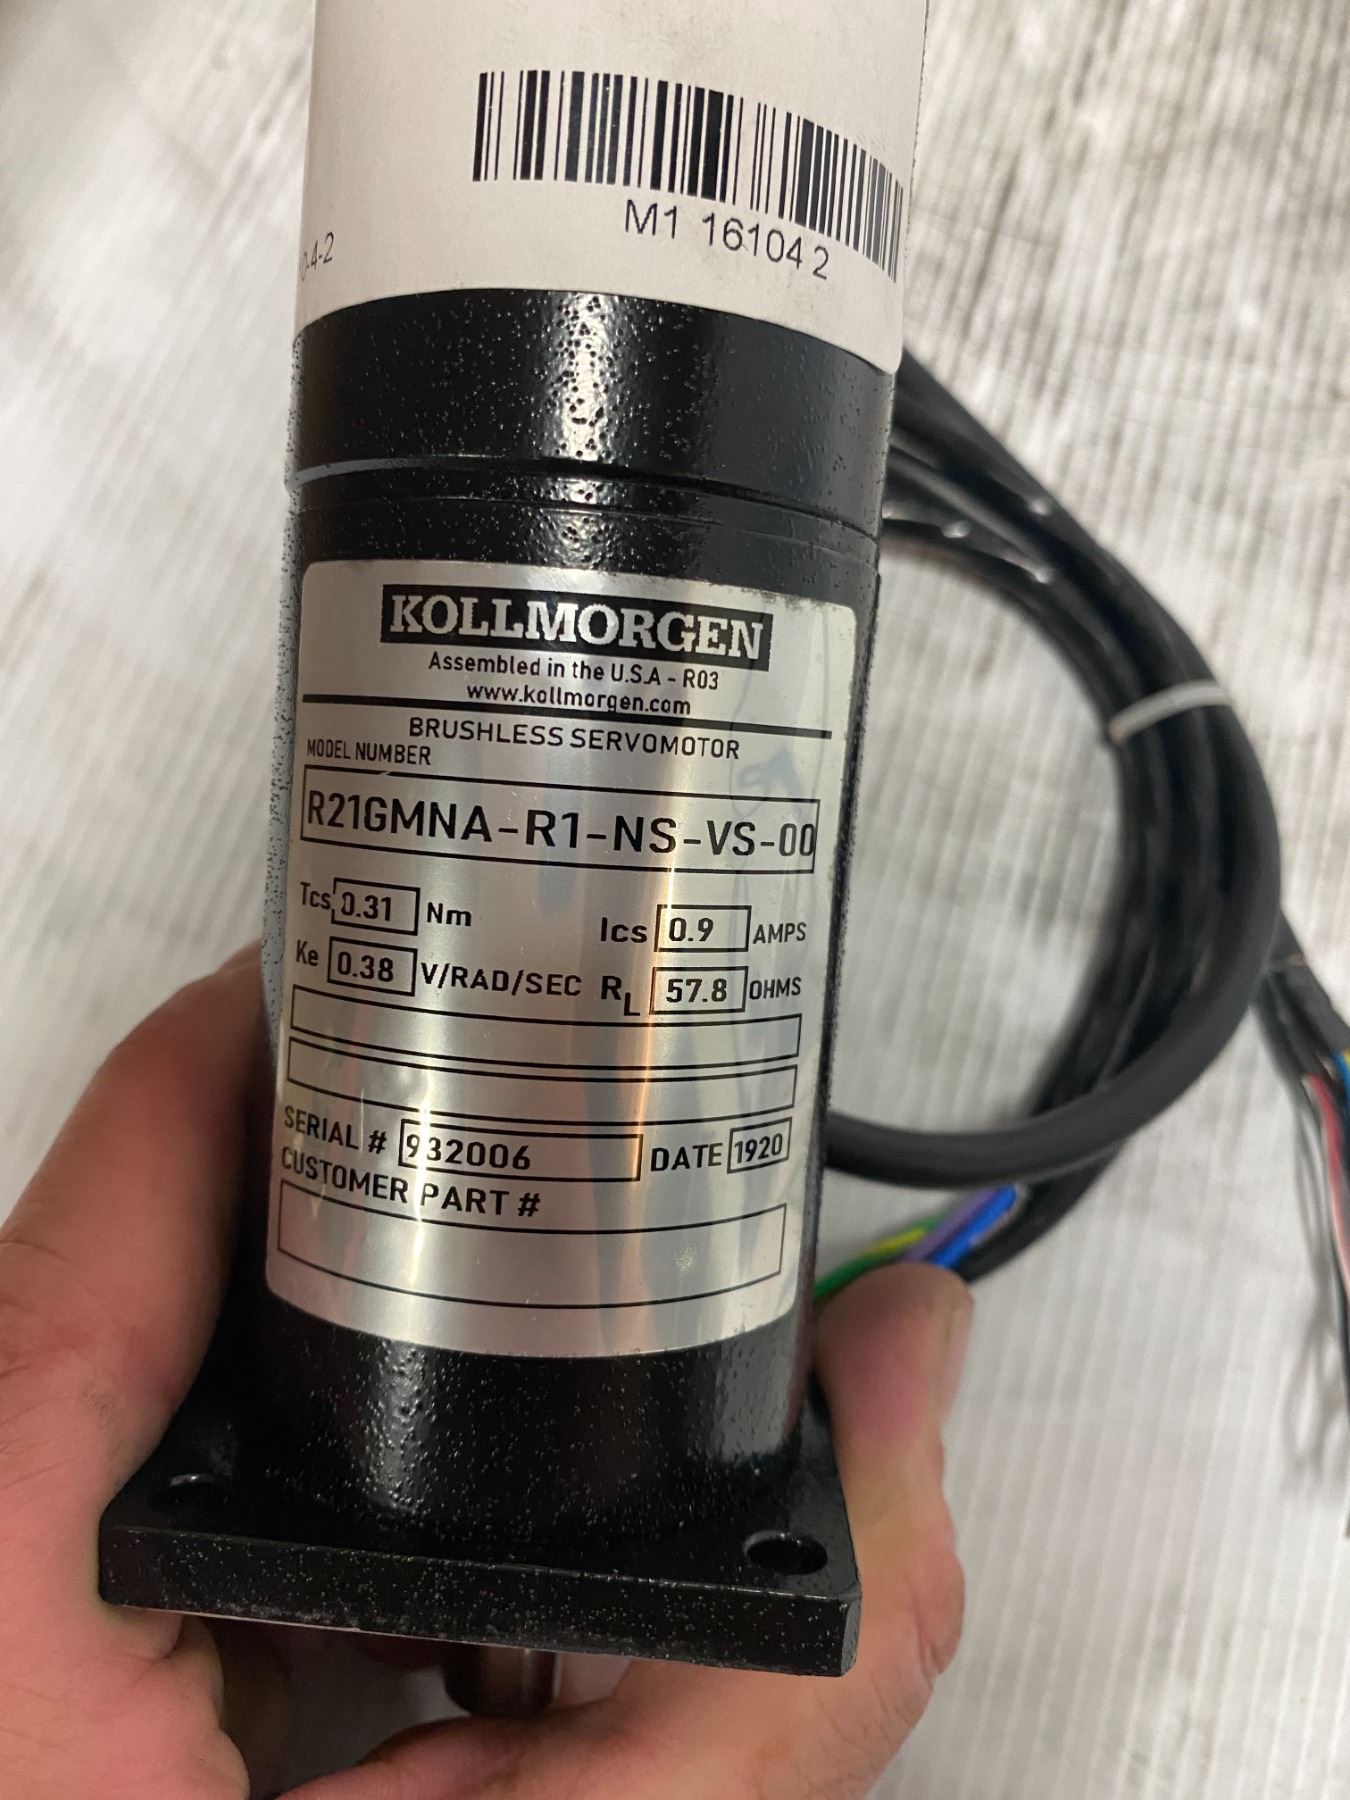 M1 16104 2
0-4-2
KOLLMORGEN
Assembled in the U.S.A - R03
www.kollmorgen.com
BRUSHLESS SERVOMOTOR
MODEL NUMBER
R21GMNA-R1-NS-VS-00
Tcs 0.31 Nm Ics 0.9 AMPS
Ke 0.38 V/RAD/SEC RL 57.8 OHMS
SERIAL # 932006 DATE 1920
CUSTOMER PART #